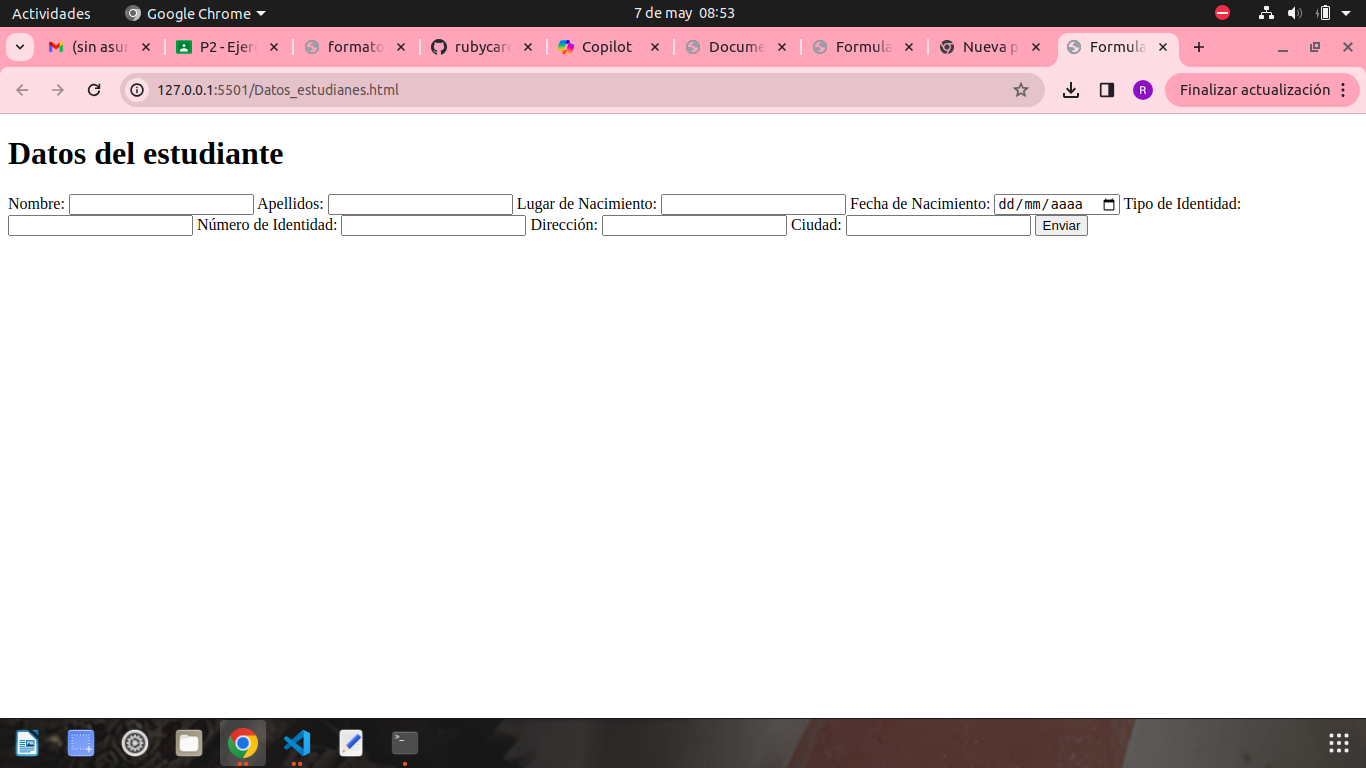 Actividades Google Chrome 7 de may 08:53
(sin asur P2 - Ejer formato rubycar Copilot Docume Formula Nueva p Formula
127.0.0.1:5501/Datos_estudianes.html R Finalizar actualización
Datos del estudiante
Nombre: Apellidos: Lugar de Nacimiento: Fecha de Nacimiento: dd/mm/aaaa Tipo de Identidad:
Número de Identidad: Dirección: Ciudad: Enviar